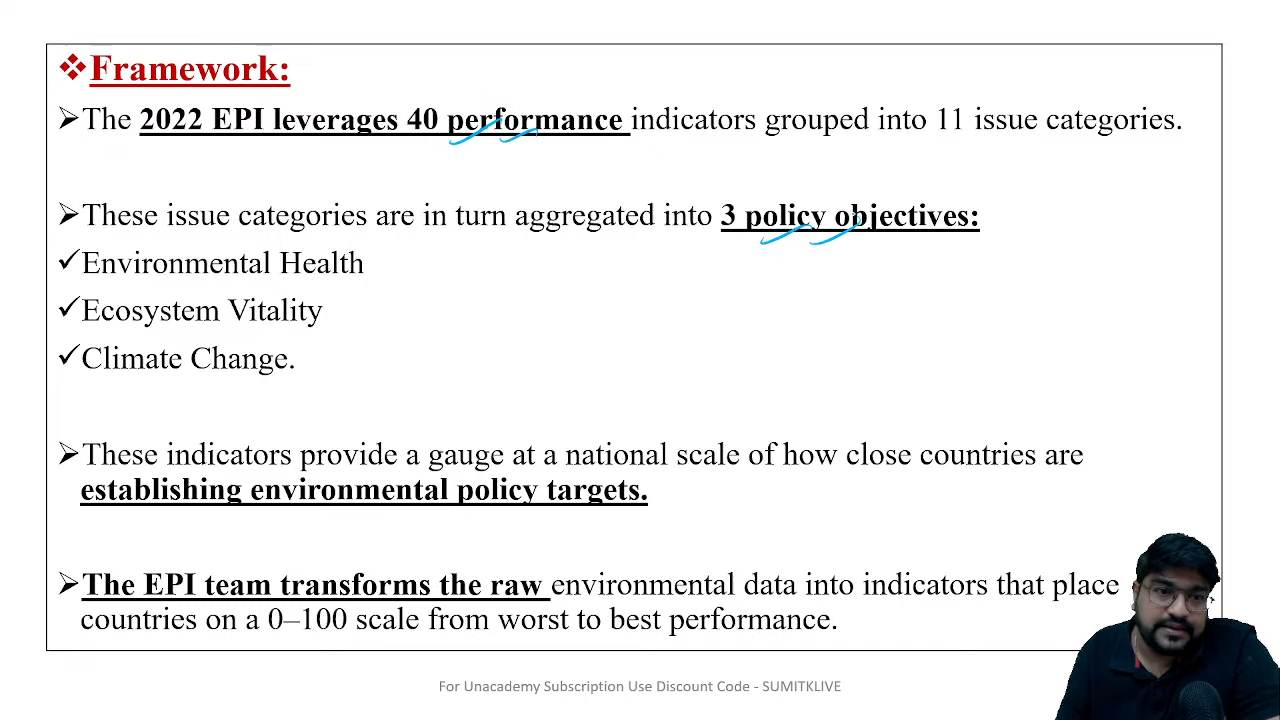 ❖Framework:
➢The 2022 EPI leverages 40 performance indicators grouped into 11 issue categories.
➢These issue categories are in turn aggregated into 3 policy objectives:
✓Environmental Health
✓Ecosystem Vitality
✓Climate Change.
➢These indicators provide a gauge at a national scale of how close countries are
establishing environmental policy targets.
➢The EPI team transforms the raw environmental data into indicators that place
countries on a 0–100 scale from worst to best performance.
For Unacademy Subscription Use Discount Code - SUMITKLIVE